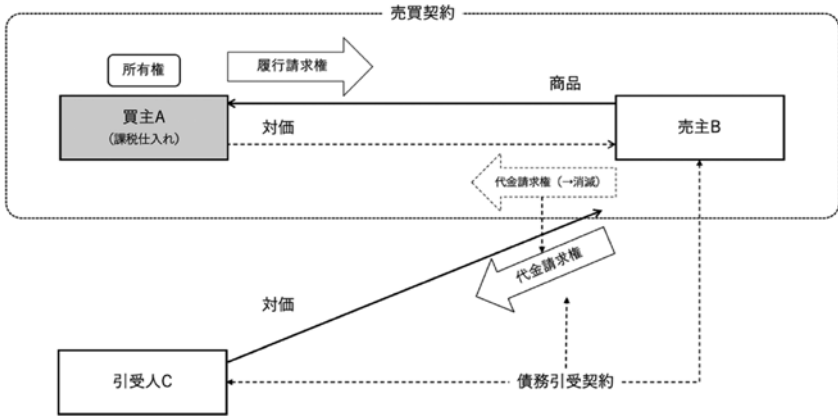 売買契約
所有権
履行請求権
商品
買主A
(課税仕入れ)
対価
売主B
代金請求権（→消滅）
代金請求権
対価
引受人C
債務引受契約